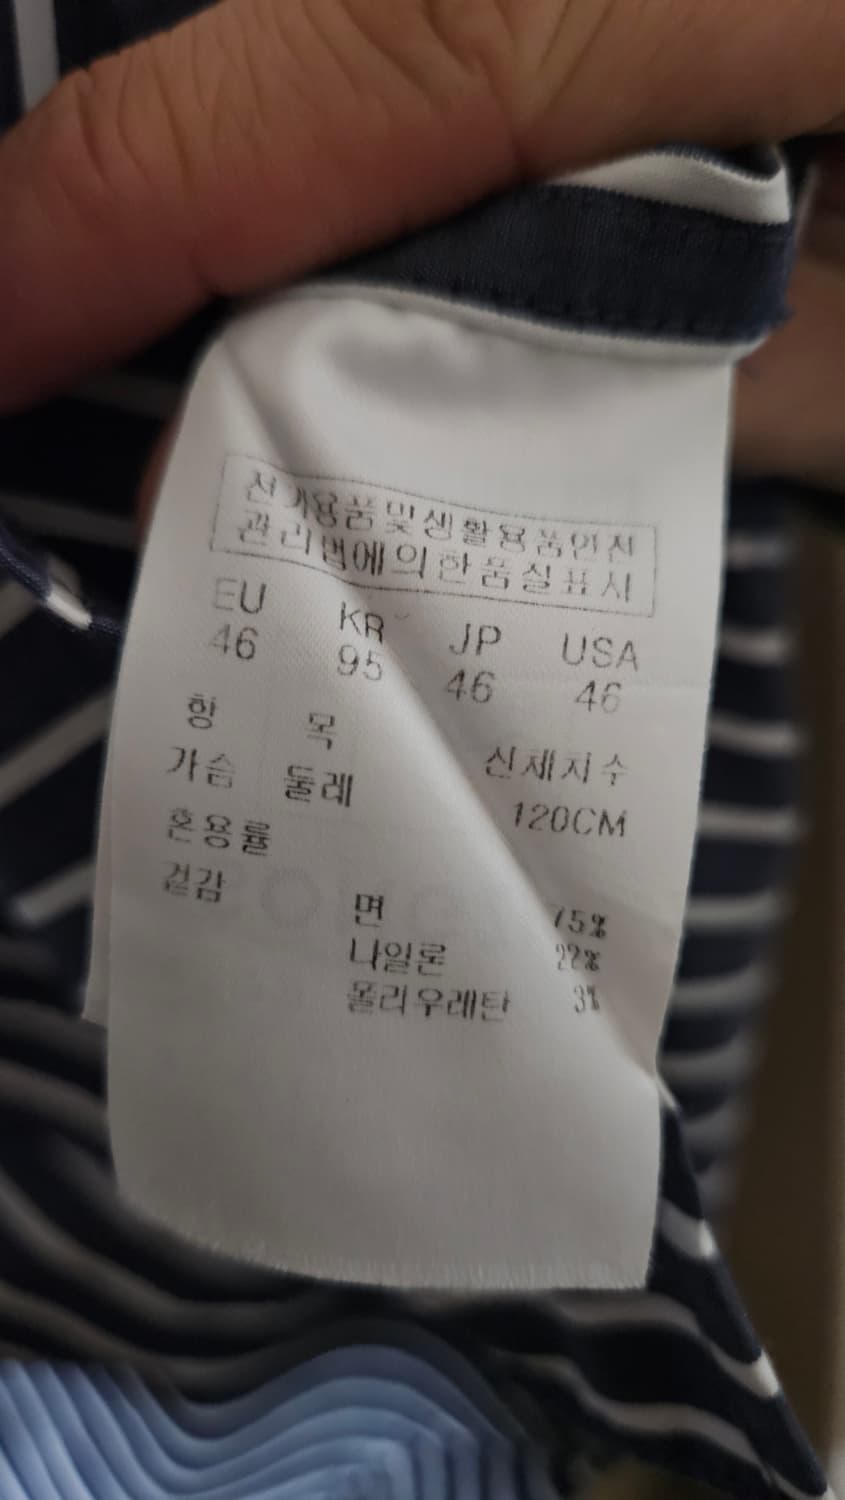 전기용품및생활용품안전
관리법에의한품질표시
EU KR JP USA
46 95 46 46
항 목 신체치수
가슴 둘레 120CM
혼용률
겉감 면 75%
나일론 22%
폴리우레탄 3%